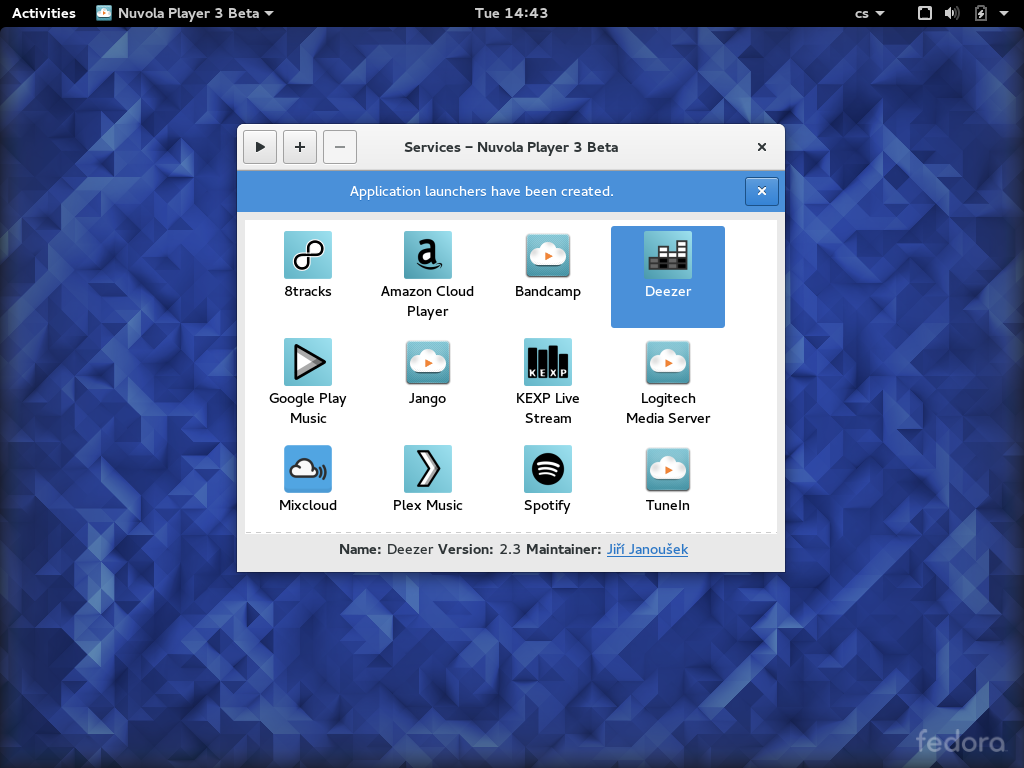 Activities Nuvola Player 3 Beta Tue 14:43 cs
Services – Nuvola Player 3 Beta
Application launchers have been created.
8tracks
Amazon Cloud
Player
Bandcamp
Deezer
Google Play
Music
Jango
KEXP
KEXP Live
Stream
Logitech
Media Server
Mixcloud
Plex Music
Spotify
TuneIn
Name: Deezer Version: 2.3 Maintainer: Jiří Janoušek
fedora